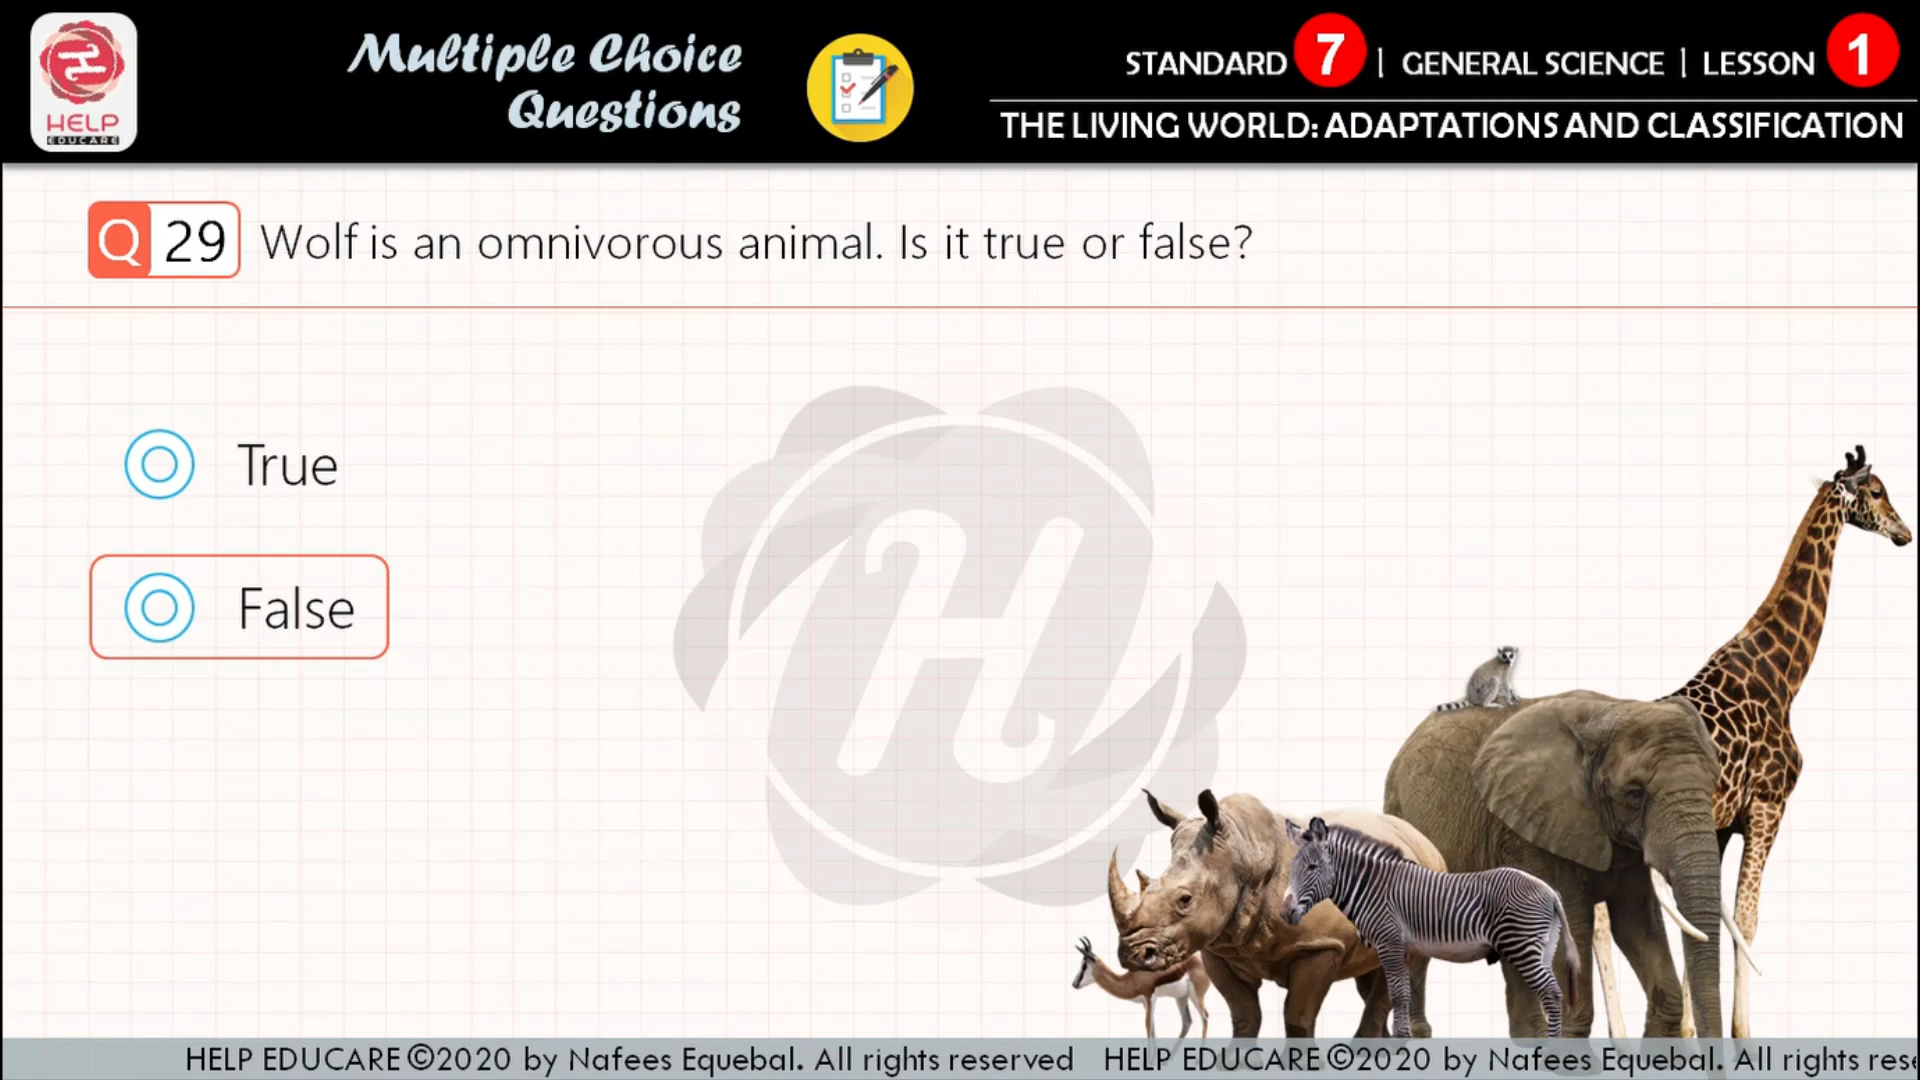 HELP
EDUCARE
Multiple Choice
Questions
STANDARD 7 | GENERAL SCIENCE | LESSON 1
THE LIVING WORLD: ADAPTATIONS AND CLASSIFICATION
Q 29 Wolf is an omnivorous animal. Is it true or false?
True
False
HELP EDUCARE ©2020 by Nafees Equebal. All rights reserved HELP EDUCARE ©2020 by Nafees Equebal. All rights rese